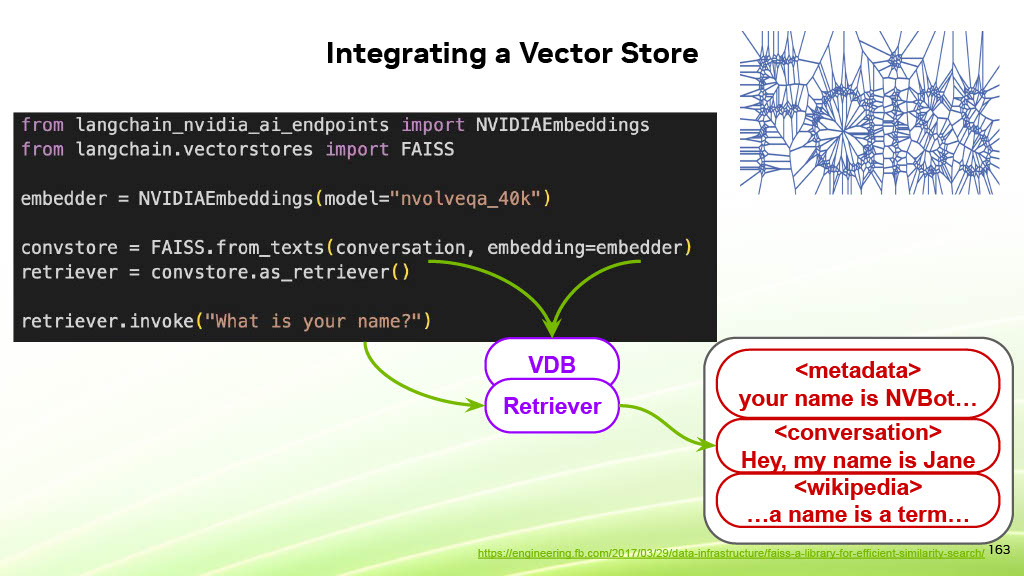 Integrating a Vector Store
Faiss
from langchain_nvidia_ai_endpoints import NVIDIAEmbeddings
from langchain.vectorstores import FAISS
embedder = NVIDIAEmbeddings(model="nvolveqa_40k")
convstore = FAISS.from_texts(conversation, embedding=embedder)
retriever = convstore.as_retriever()
retriever.invoke("What is your name?")
VDB
Retriever
<metadata>
your name is NVBot…
<conversation>
Hey, my name is Jane
<wikipedia>
…a name is a term…
https://engineering.fb.com/2017/03/29/data-infrastructure/faiss-a-library-for-efficient-similarity-search/
163